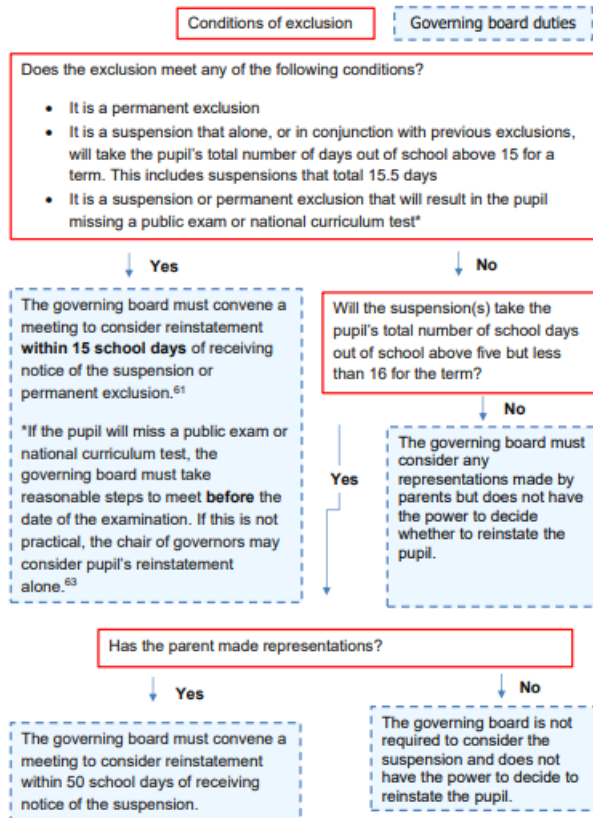 Conditions of exclusion
Governing board duties
Does the exclusion meet any of the following conditions?
• It is a permanent exclusion
• It is a suspension that alone, or in conjunction with previous exclusions,
will take the pupil's total number of days out of school above 15 for a
term. This includes suspensions that total 15.5 days
• It is a suspension or permanent exclusion that will result in the pupil
missing a public exam or national curriculum test*
Yes
No
The governing board must convene a
meeting to consider reinstatement
within 15 school days of receiving
notice of the suspension or
permanent exclusion.61
*If the pupil will miss a public exam or
national curriculum test, the
governing board must take
reasonable steps to meet before the
date of the examination. If this is not
practical, the chair of governors may
consider pupil's reinstatement
alone.63
Will the suspension(s) take the
pupil's total number of school days
out of school above five but less
than 16 for the term?
No
Yes
The governing board must
consider any
representations made by
parents but does not have
the power to decide
whether to reinstate the
pupil.
Has the parent made representations?
Yes
No
The governing board must convene a
meeting to consider reinstatement
within 50 school days of receiving
notice of the suspension.
The governing board is not
required to consider the
suspension and does not
have the power to decide to
reinstate the pupil.